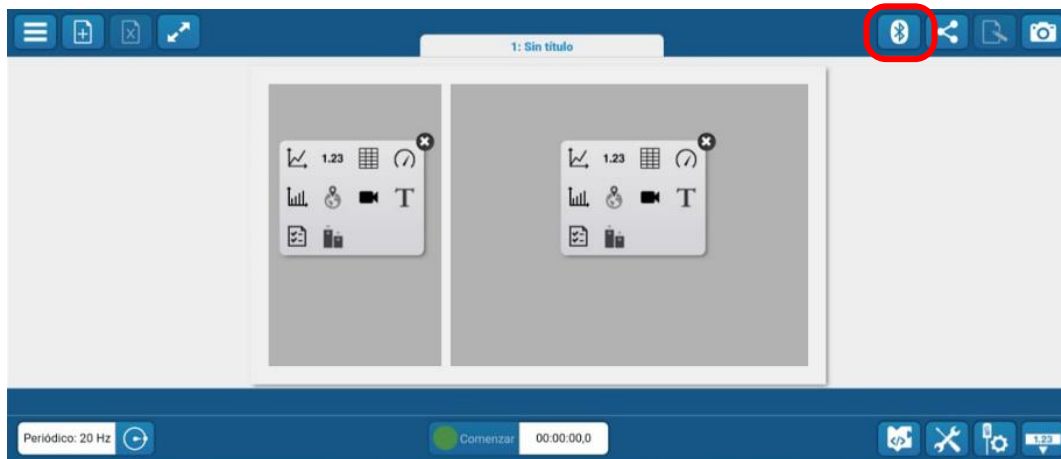 1: Sin título
1.23
T
1.23
T
Periódico: 20 Hz
Comenzar
00:00:00,0
1.23